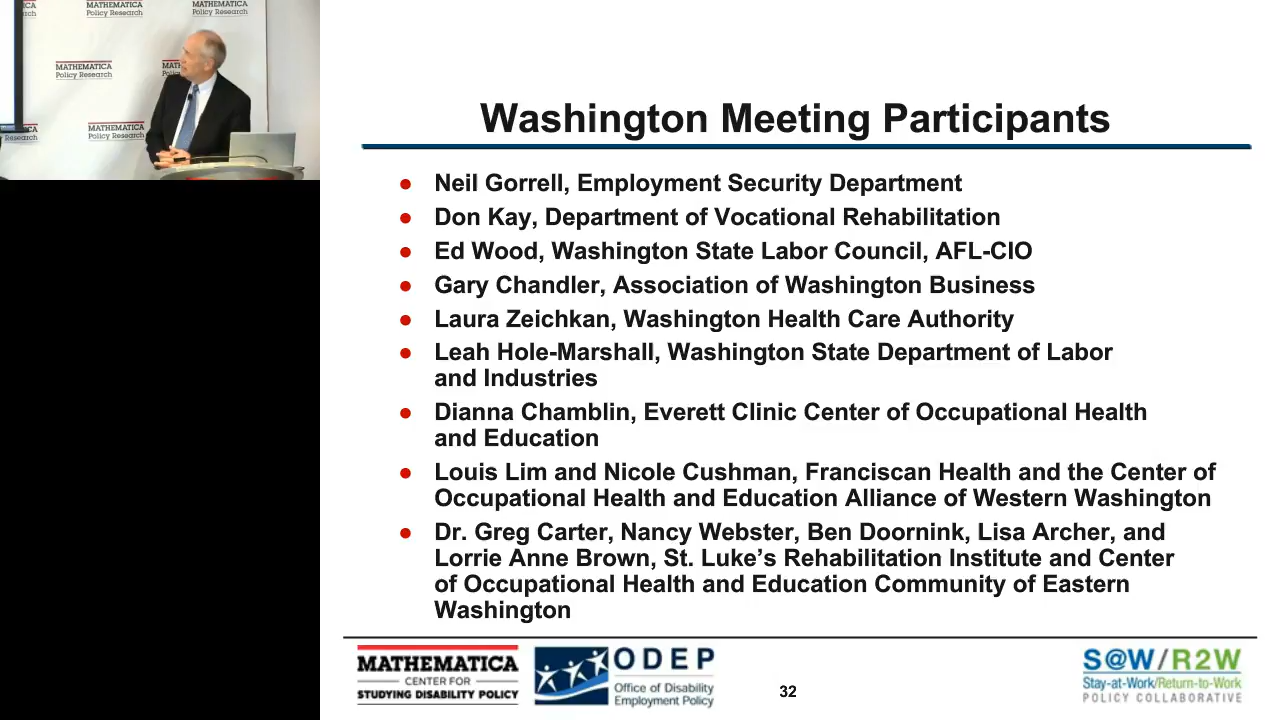 MATHEMATICA
Policy Research
MATHEMATICA
Policy Research
MATHEMATICA
Policy Research
Research
MATHEMATICA
Policy Research
Washington Meeting Participants
● Neil Gorrell, Employment Security Department
● Don Kay, Department of Vocational Rehabilitation
● Ed Wood, Washington State Labor Council, AFL-CIO
● Gary Chandler, Association of Washington Business
● Laura Zeichkan, Washington Health Care Authority
● Leah Hole-Marshall, Washington State Department of Labor
and Industries
● Dianna Chamblin, Everett Clinic Center of Occupational Health
and Education
● Louis Lim and Nicole Cushman, Franciscan Health and the Center of
Occupational Health and Education Alliance of Western Washington
● Dr. Greg Carter, Nancy Webster, Ben Doornink, Lisa Archer, and
Lorrie Anne Brown, St. Luke’s Rehabilitation Institute and Center
of Occupational Health and Education Community of Eastern
Washington
MATHEMATICA
CENTER FOR
STUDYING DISABILITY POLICY
ODEP
Office of Disability
Employment Policy
32
S@W/R2W
Stay-at-Work/Return-to-Work
POLICY COLLABORATIVE